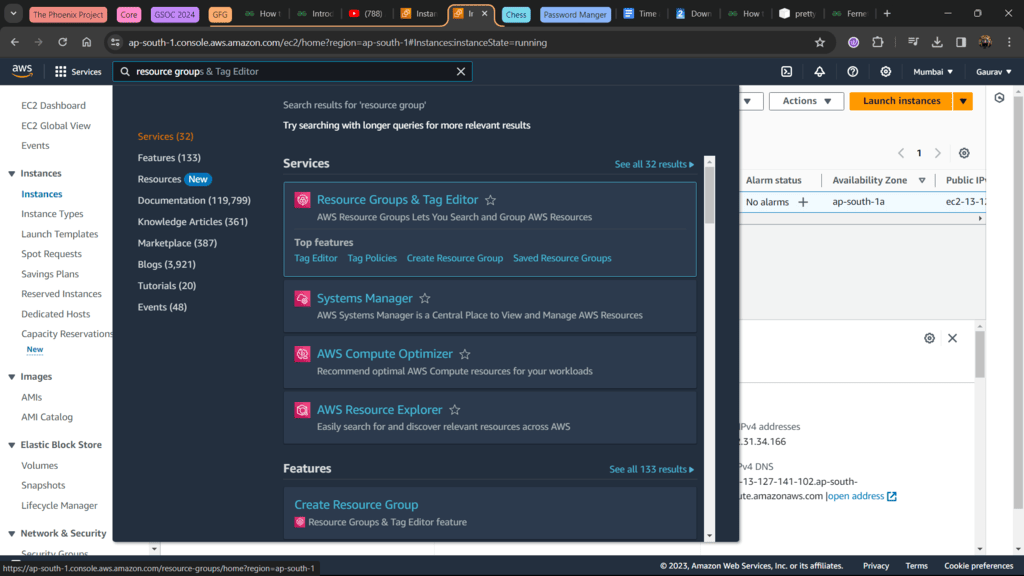 The Phoenix Project
Core
GSOC 2024
GFG
How t
Introd
(788)
Instan
In
Chess
Password Manger
Time
Down
How t
pretty
Ferne
ap-south-1.console.aws.amazon.com/ec2/home?region=ap-south-1#Instances:instanceState=running
aws
Services
resource groups & Tag Editor
Mumbai
Gaurav
EC2 Dashboard
EC2 Global View
Events
Instances
Instances
Instance Types
Launch Templates
Spot Requests
Savings Plans
Reserved Instances
Dedicated Hosts
Capacity Reservations
New
Images
AMIs
AMI Catalog
Elastic Block Store
Volumes
Snapshots
Lifecycle Manager
Network & Security
Security Groups
Services (32)
Features (133)
Resources New
Documentation (119,799)
Knowledge Articles (361)
Marketplace (387)
Blogs (3,921)
Tutorials (20)
Events (48)
Search results for 'resource group'
Try searching with longer queries for more relevant results
Services
See all 32 results
Resource Groups & Tag Editor
AWS Resource Groups Lets You Search and Group AWS Resources
Top features
Tag Editor Tag Policies Create Resource Group Saved Resource Groups
Systems Manager
AWS Systems Manager is a Central Place to View and Manage AWS Resources
AWS Compute Optimizer
Recommend optimal AWS Compute resources for your workloads
AWS Resource Explorer
Easily search for and discover relevant resources across AWS
Features
See all 133 results
Create Resource Group
Resource Groups & Tag Editor feature
Actions
Launch instances
1
Alarm status
Availability Zone
Public IP
No alarms +
ap-south-1a
ec2-13-12
IPv4 addresses
.31.34.166
Pv4 DNS
-13-127-141-102.ap-south-
ute.amazonaws.com |open address
https://ap-south-1.console.aws.amazon.com/resource-groups/home?region=ap-south-1
© 2023, Amazon Web Services, Inc. or its affiliates.
Privacy
Terms
Cookie preferences